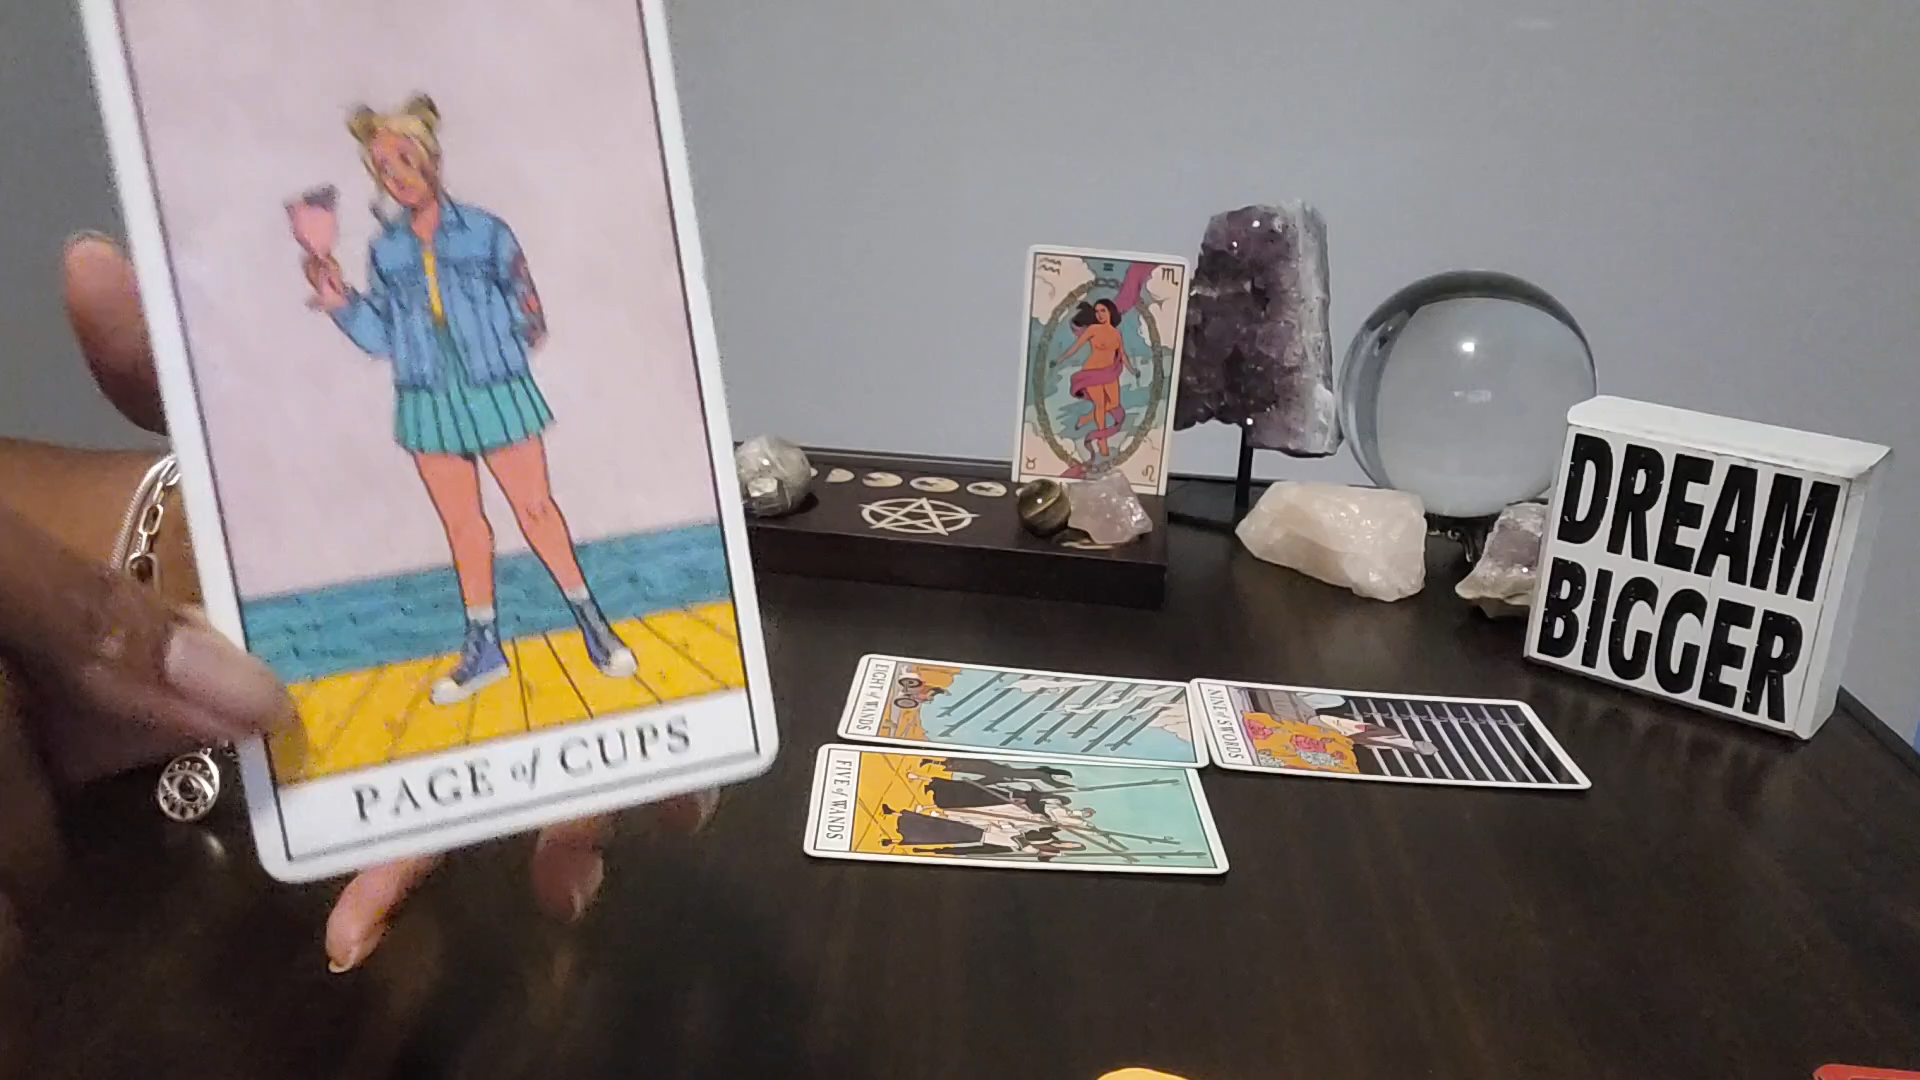 PAGE of CUPS
DREAM
BIGGER
EIGHT of WANDS
NINE of SWORDS
FIVE of WANDS